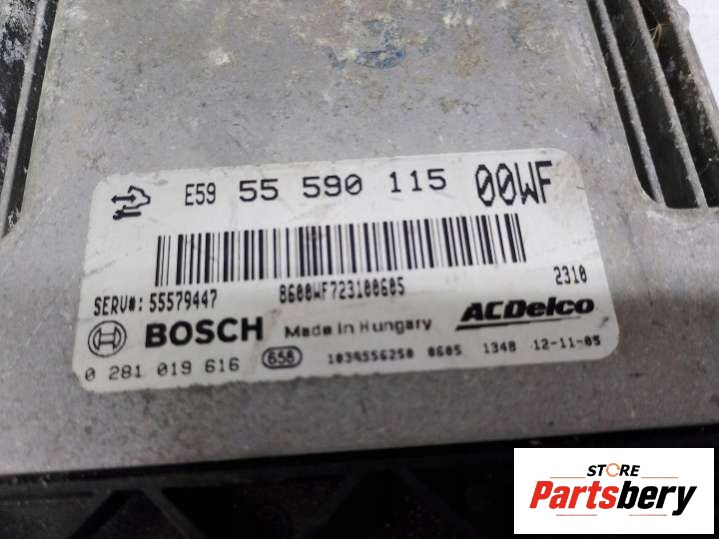 E59 55 590 115 00WF
SERV#: 55579447 B600WF723100605 2310
BOSCH Made in Hungary ACDelco
0 281 019 616 658 1039S56250 0605 1348 12-11-05
STORE
Partsbery